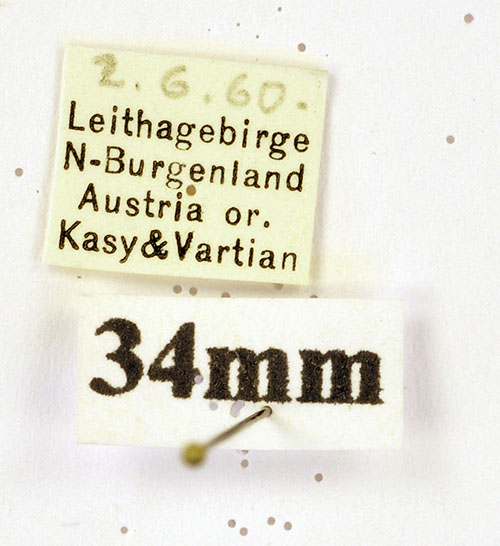 2.6.60.
Leithagebirge
N-Burgenland
Austria or.
Kasy&Vartian
34mm